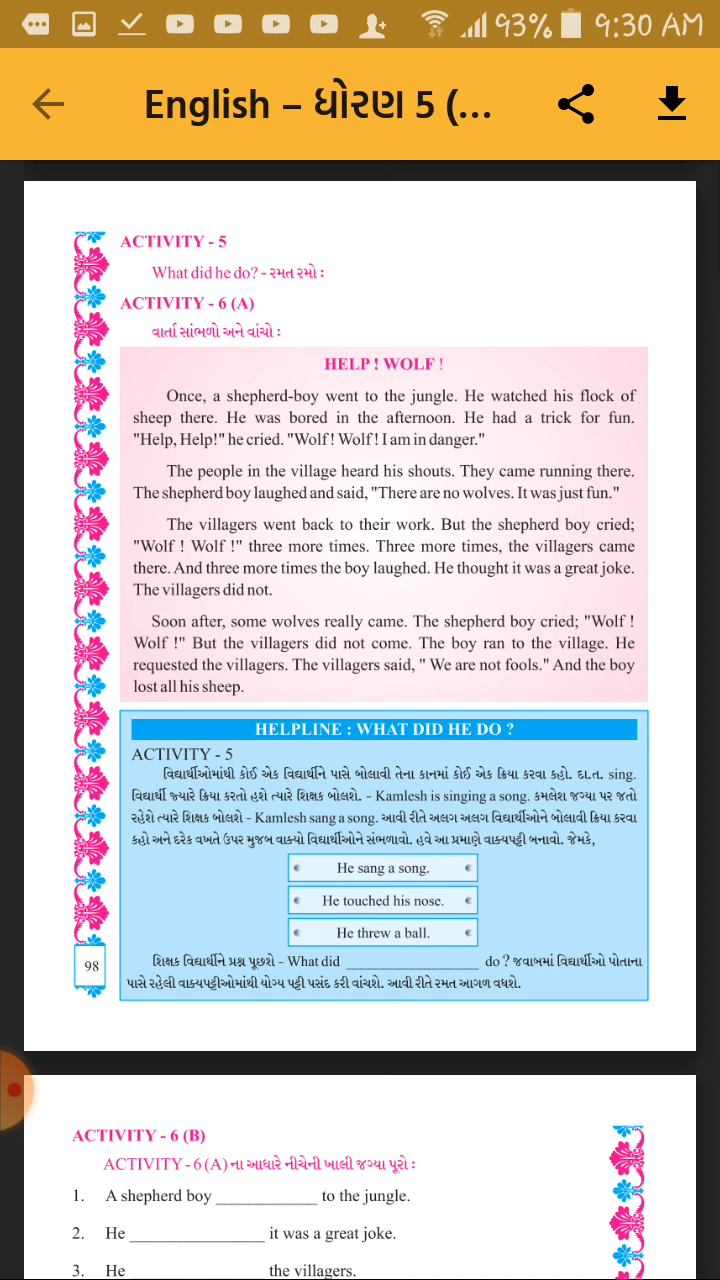 93% 9:30 AM
English – ધોરણ 5 (...
ACTIVITY - 5
What did he do? - રમત રમો :
ACTIVITY - 6 (A)
વાર્તા સાંભળો અને વાંચો :
HELP ! WOLF !
Once, a shepherd-boy went to the jungle. He watched his flock of
sheep there. He was bored in the afternoon. He had a trick for fun.
"Help, Help!" he cried. "Wolf ! Wolf ! I am in danger."
The people in the village heard his shouts. They came running there.
The shepherd boy laughed and said, "There are no wolves. It was just fun."
The villagers went back to their work. But the shepherd boy cried;
"Wolf ! Wolf !" three more times. Three more times, the villagers came
there. And three more times the boy laughed. He thought it was a great joke.
The villagers did not.
Soon after, some wolves really came. The shepherd boy cried; "Wolf !
Wolf !" But the villagers did not come. The boy ran to the village. He
requested the villagers. The villagers said, " We are not fools." And the boy
lost all his sheep.
HELPLINE : WHAT DID HE DO ?
ACTIVITY - 5
વિદ્યાર્થીઓમાંથી કોઈ એક વિદ્યાર્થીને પાસે બોલાવી તેના કાનમાં કોઈ એક ક્રિયા કરવા કહો. દા.ત. sing.
વિદ્યાર્થી જ્યારે ક્રિયા કરતો હશે ત્યારે શિક્ષક બોલશે. - Kamlesh is singing a song. કમલેશ જગ્યા પર જતો
રહેશે ત્યારે શિક્ષક બોલશે - Kamlesh sang a song. આવી રીતે અલગ અલગ વિદ્યાર્થીઓને બોલાવી ક્રિયા કરવા
કહો અને દરેક વખતે ઉપર મુજબ વાક્યો વિદ્યાર્થીઓને સંભળાવો. હવે આ પ્રમાણે વાક્યપટ્ટી બનાવો. જેમકે,
He sang a song.
He touched his nose.
He threw a ball.
શિક્ષક વિદ્યાર્થીને પ્રશ્ન પૂછશે - What did ________________ do ? જવાબમાં વિદ્યાર્થીઓ પોતાના
પાસે રહેલી વાક્યપટ્ટીઓમાંથી યોગ્ય પટ્ટી પસંદ કરી વાંચશે. આવી રીતે રમત આગળ વધશે.
98
ACTIVITY - 6 (B)
ACTIVITY - 6 (A) ના આધારે નીચેની ખાલી જગ્યા પૂરો :
1. A shepherd boy ____________ to the jungle.
2. He ________________ it was a great joke.
3. He ________________ the villagers.